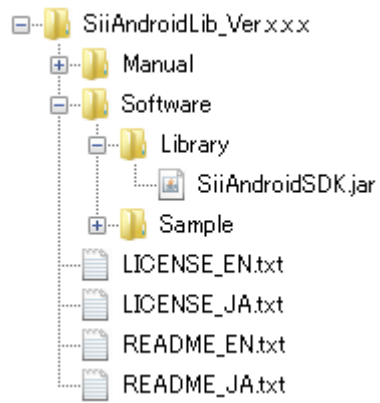 SiiAndroidLib_Ver.x.x.x
Manual
Software
Library
SiiAndroidSDK.jar
Sample
LICENSE_EN.txt
LICENSE_JA.txt
README_EN.txt
README_JA.txt